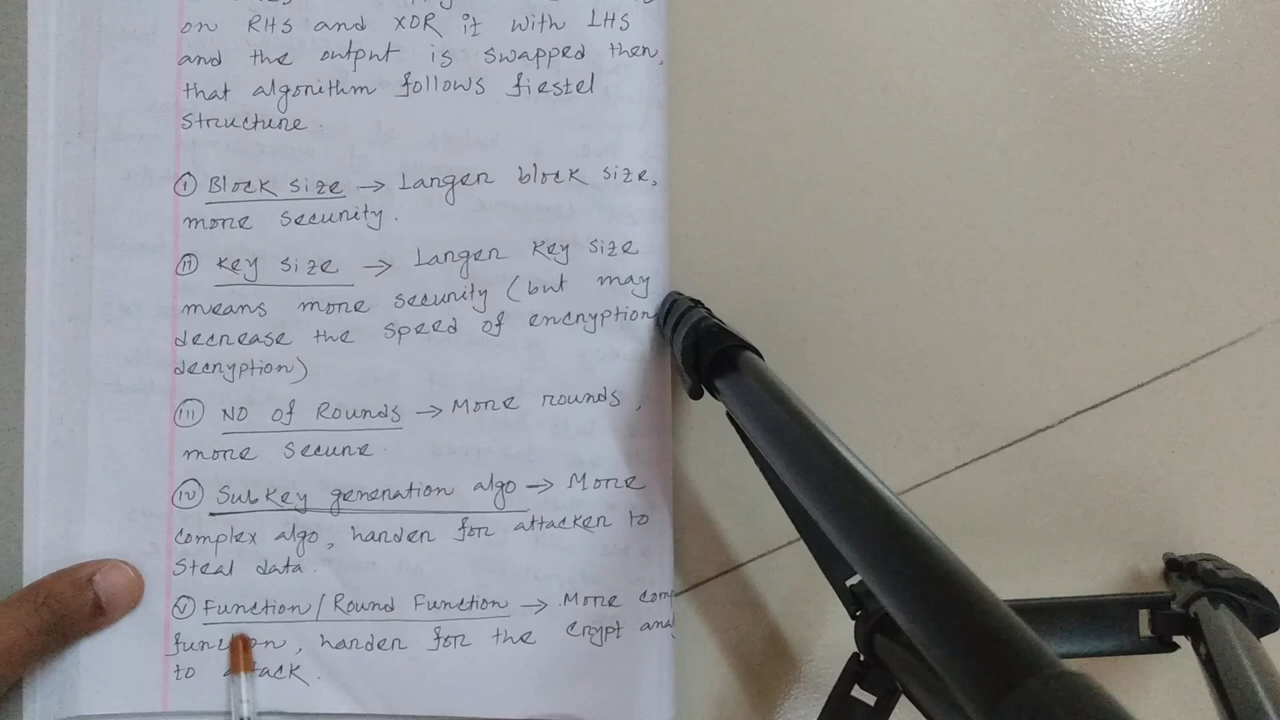 on RHS and XOR it with LHS
and the output is swapped then,
that algorithm follows fiestel
structure.
① Block size → Larger block size,
more security.
② Key size → Larger key size
means more security (but may
decrease the speed of encryption
decryption)
③ NO of Rounds → More rounds,
more secure.
④ Subkey generation algo → More
complex algo, harder for attacker to
steal data.
⑤ Function/Round Function → More
function, harder for the crypt
to attack.